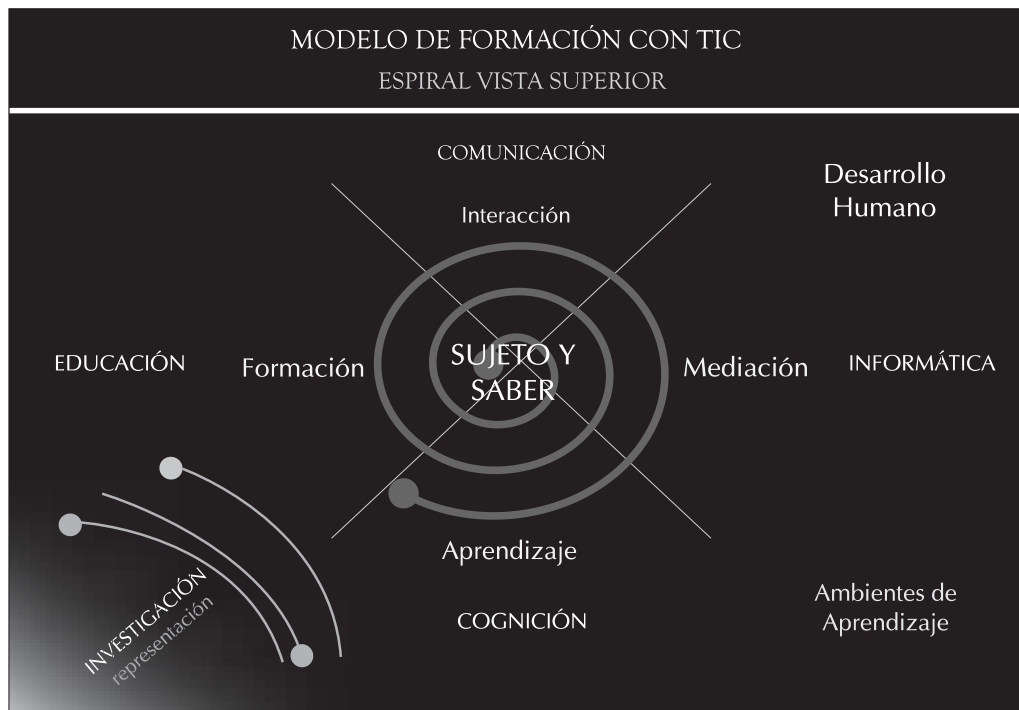 MODELO DE FORMACIÓN CON TIC
ESPIRAL VISTA SUPERIOR
COMUNICACIÓN
Desarrollo
Humano
Interacción
EDUCACIÓN
Formación
SUJETO Y
SABER
Mediación
INFORMÁTICA
Aprendizaje
COGNICIÓN
Ambientes de
Aprendizaje
INVESTIGACIÓN
representación